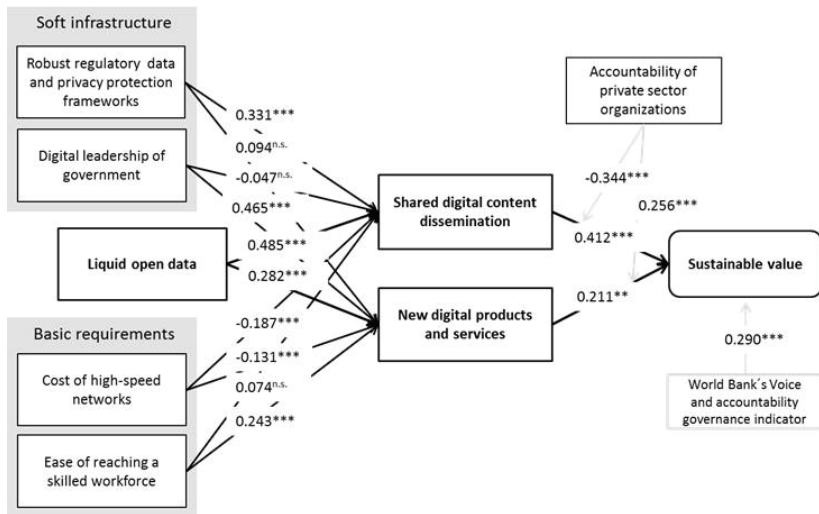 Soft infrastructure
Robust regulatory data
and privacy protection
frameworks
Digital leadership of
government
Liquid open data
Basic requirements
Cost of high-speed
networks
Ease of reaching a
skilled workforce
0.331***
0.094n.s.
-0.047n.s.
0.465***
0.485***
0.282***
-0.187***
-0.131***
0.074n.s.
0.243***
Shared digital content
dissemination
New digital products
and services
Accountability of
private sector
organizations
-0.344***
0.256***
0.412***
0.211**
Sustainable value
0.290***
World Bank´s Voice
and accountability
governance indicator